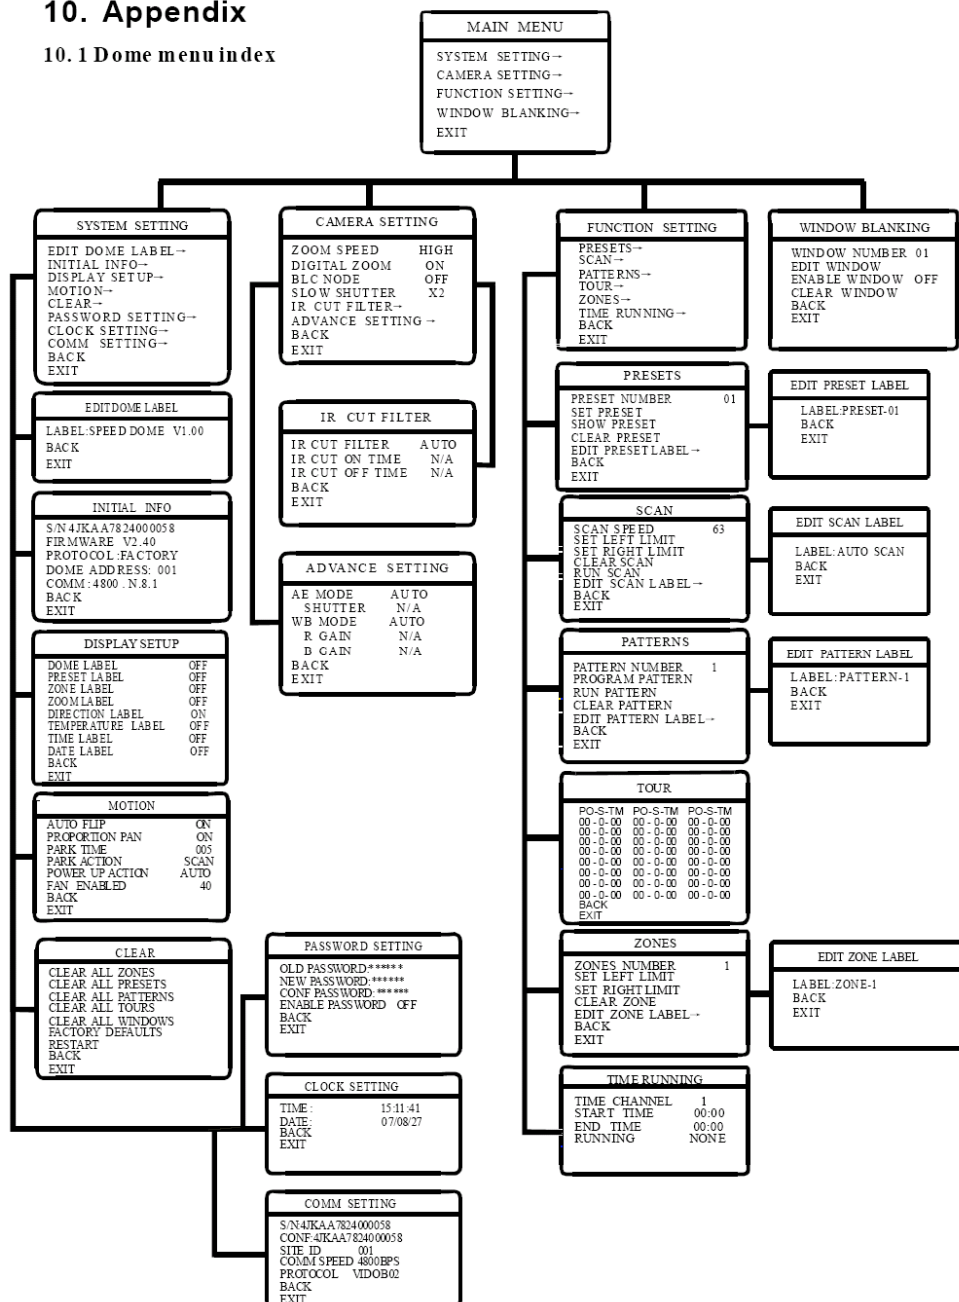 10. Appendix
10. 1 Dome menu index
MAIN MENU
SYSTEM SETTING→
CAMERA SETTING→
FUNCTION SETTING→
WINDOW BLANKING→
EXIT
SYSTEM SETTING
EDIT DOME LABEL→
INITIAL INFO→
DISPLAY SETUP→
MOTION→
CLEAR→
PASSWORD SETTING→
CLOCK SETTING→
COMM SETTING→
BACK
EXIT
CAMERA SETTING
ZOOM SPEED HIGH
DIGITAL ZOOM ON
BLC NODE OFF
SLOW SHUTTER X2
IR CUT FILTER→
ADVANCE SETTING→
BACK
EXIT
FUNCTION SETTING
PRESETS→
SCAN→
PATTERNS→
TOUR→
ZONES→
TIME RUNNING→
BACK
EXIT
WINDOW BLANKING
WINDOW NUMBER 01
EDIT WINDOW
ENABLE WINDOW OFF
CLEAR WINDOW
BACK
EXIT
EDIT DOME LABEL
LABEL:SPEED DOME V1.00
BACK
EXIT
IR CUT FILTER
IR CUT FILTER AUTO
IR CUT ON TIME N/A
IR CUT OFF TIME N/A
BACK
EXIT
PRESETS
PRESET NUMBER 01
SET PRESET
SHOW PRESET
CLEAR PRESET
EDIT PRESET LABEL→
BACK
EXIT
EDIT PRESET LABEL
LABEL:PRESET-01
BACK
EXIT
INITIAL INFO
S/N 4JKAA7824000058
FIRMWARE V2.40
PROTOCOL :FACTORY
DOME ADDRESS: 001
COMM : 4800 . N.8.1
BACK
EXIT
ADVANCE SETTING
AE MODE AUTO
SHUTTER N/A
WB MODE AUTO
R GAIN N/A
B GAIN N/A
BACK
EXIT
SCAN
SCAN SPEED 63
SET LEFT LIMIT
SET RIGHT LIMIT
CLEAR SCAN
RUN SCAN
EDIT SCAN LABEL→
BACK
EXIT
EDIT SCAN LABEL
LABEL:AUTO SCAN
BACK
EXIT
DISPLAY SETUP
DOME LABEL OFF
PRESET LABEL OFF
ZONE LABEL OFF
ZOOM LABEL OFF
DIRECTION LABEL ON
TEMPERATURE LABEL OFF
TIME LABEL OFF
DATE LABEL OFF
BACK
EXIT
PATTERNS
PATTERN NUMBER 1
PROGRAM PATTERN
RUN PATTERN
CLEAR PATTERN
EDIT PATTERN LABEL→
BACK
EXIT
EDIT PATTERN LABEL
LABEL:PATTERN-1
BACK
EXIT
MOTION
AUTO FLIP ON
PROPORTION PAN ON
PARK TIME 005
PARK ACTION SCAN
POWER UP ACTION AUTO
FAN ENABLED 40
BACK
EXIT
TOUR
PO-S-TM PO-S-TM PO-S-TM
00-0-00 00-0-00 00-0-00
00-0-00 00-0-00 00-0-00
00-0-00 00-0-00 00-0-00
00-0-00 00-0-00 00-0-00
00-0-00 00-0-00 00-0-00
00-0-00 00-0-00 00-0-00
00-0-00 00-0-00 00-0-00
00-0-00 00-0-00 00-0-00
BACK
EXIT
CLEAR
CLEAR ALL ZONES
CLEAR ALL PRESETS
CLEAR ALL PATTERNS
CLEAR ALL TOURS
CLEAR ALL WINDOWS
FACTORY DEFAULTS
RESTART
BACK
EXIT
PASSWORD SETTING
OLD PASSWORD:******
NEW PASSWORD:******
CONF PASSWORD:******
ENABLE PASSWORD OFF
BACK
EXIT
ZONES
ZONES NUMBER 1
SET LEFT LIMIT
SET RIGHT LIMIT
CLEAR ZONE
EDIT ZONE LABEL→
BACK
EXIT
EDIT ZONE LABEL
LABEL:ZONE-1
BACK
EXIT
CLOCK SETTING
TIME: 15:11:41
DATE: 07/08/27
BACK
EXIT
TIME RUNNING
TIME CHANNEL 1
START TIME 00:00
END TIME 00:00
RUNNING NONE
COMM SETTING
S/N:4JKAA7824000058
CONF:4JKAA7824000058
SITE ID 001
COMM SPEED 4800BPS
PROTOCOL VIDOB02
BACK
EXIT